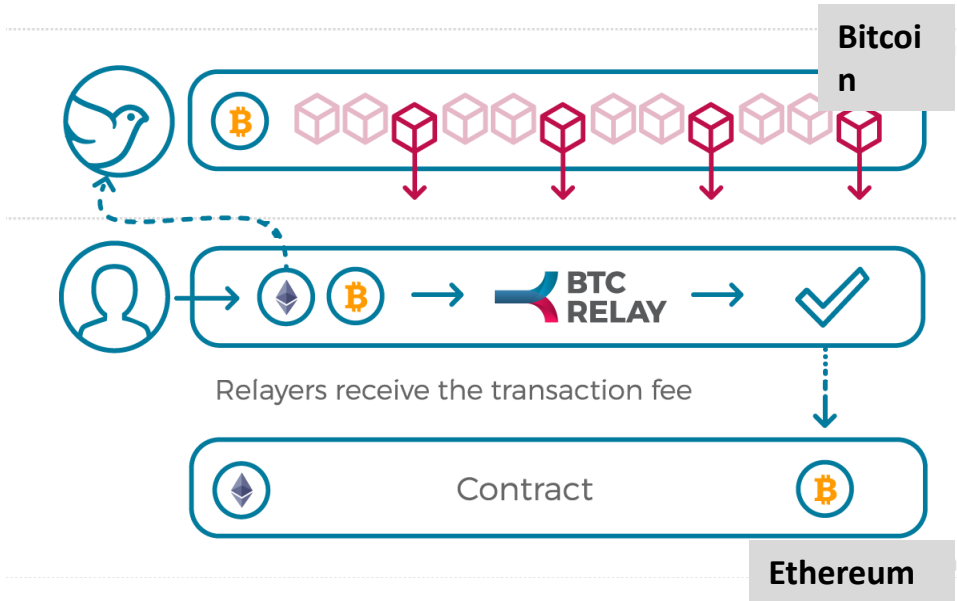 Bitcoi
n
BTC
RELAY
Relayers receive the transaction fee
Contract
Ethereum